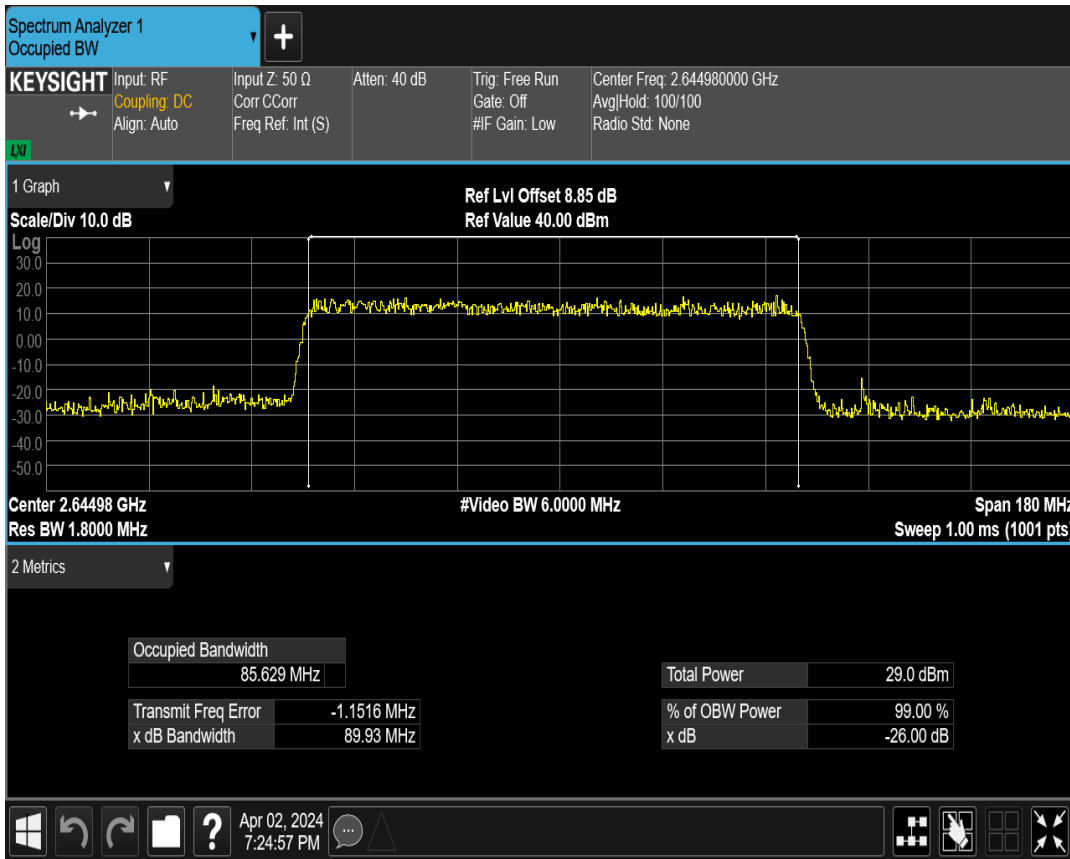 Spectrum Analyzer 1
Occupied BW
+
KEYSIGHT
LXI
Input: RF
Coupling: DC
Align: Auto
Input Z: 50 Ω
Corr CCorr
Freq Ref: Int (S)
Atten: 40 dB
Trig: Free Run
Gate: Off
#IF Gain: Low
Center Freq: 2.644980000 GHz
Avg|Hold: 100/100
Radio Std: None
1 Graph
Scale/Div 10.0 dB
Ref Lvl Offset 8.85 dB
Ref Value 40.00 dBm
Log
30.0
20.0
10.0
0.00
-10.0
-20.0
-30.0
-40.0
-50.0
Center 2.64498 GHz
#Video BW 6.0000 MHz
Span 180 MHz
Res BW 1.8000 MHz
Sweep 1.00 ms (1001 pts)
2 Metrics
Occupied Bandwidth
85.629 MHz
Total Power 29.0 dBm
Transmit Freq Error -1.1516 MHz
% of OBW Power 99.00 %
x dB Bandwidth 89.93 MHz
x dB -26.00 dB
?
Apr 02, 2024
7:24:57 PM